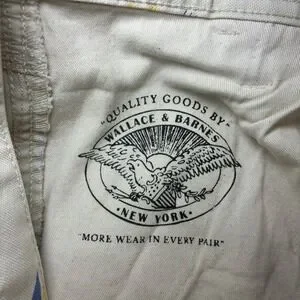 "QUALITY GOODS BY"
WALLACE & BARNES
· NEW YORK ·
"MORE WEAR IN EVERY PAIR"